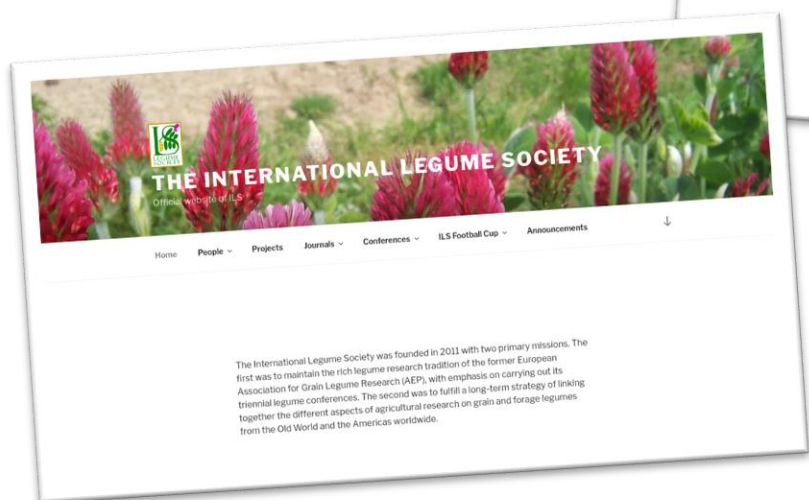 LEGUME
SOCIETY
THE INTERNATIONAL LEGUME SOCIETY
Official website of ILS
Home People Projects Journals Conferences ILS Football Cup Announcements
The International Legume Society was founded in 2011 with two primary missions. The
first was to maintain the rich legume research tradition of the former European
Association for Grain Legume Research (AEP), with emphasis on carrying out its
triennial legume conferences. The second was to fulfill a long-term strategy of linking
together the different aspects of agricultural research on grain and forage legumes
from the Old World and the Americas worldwide.